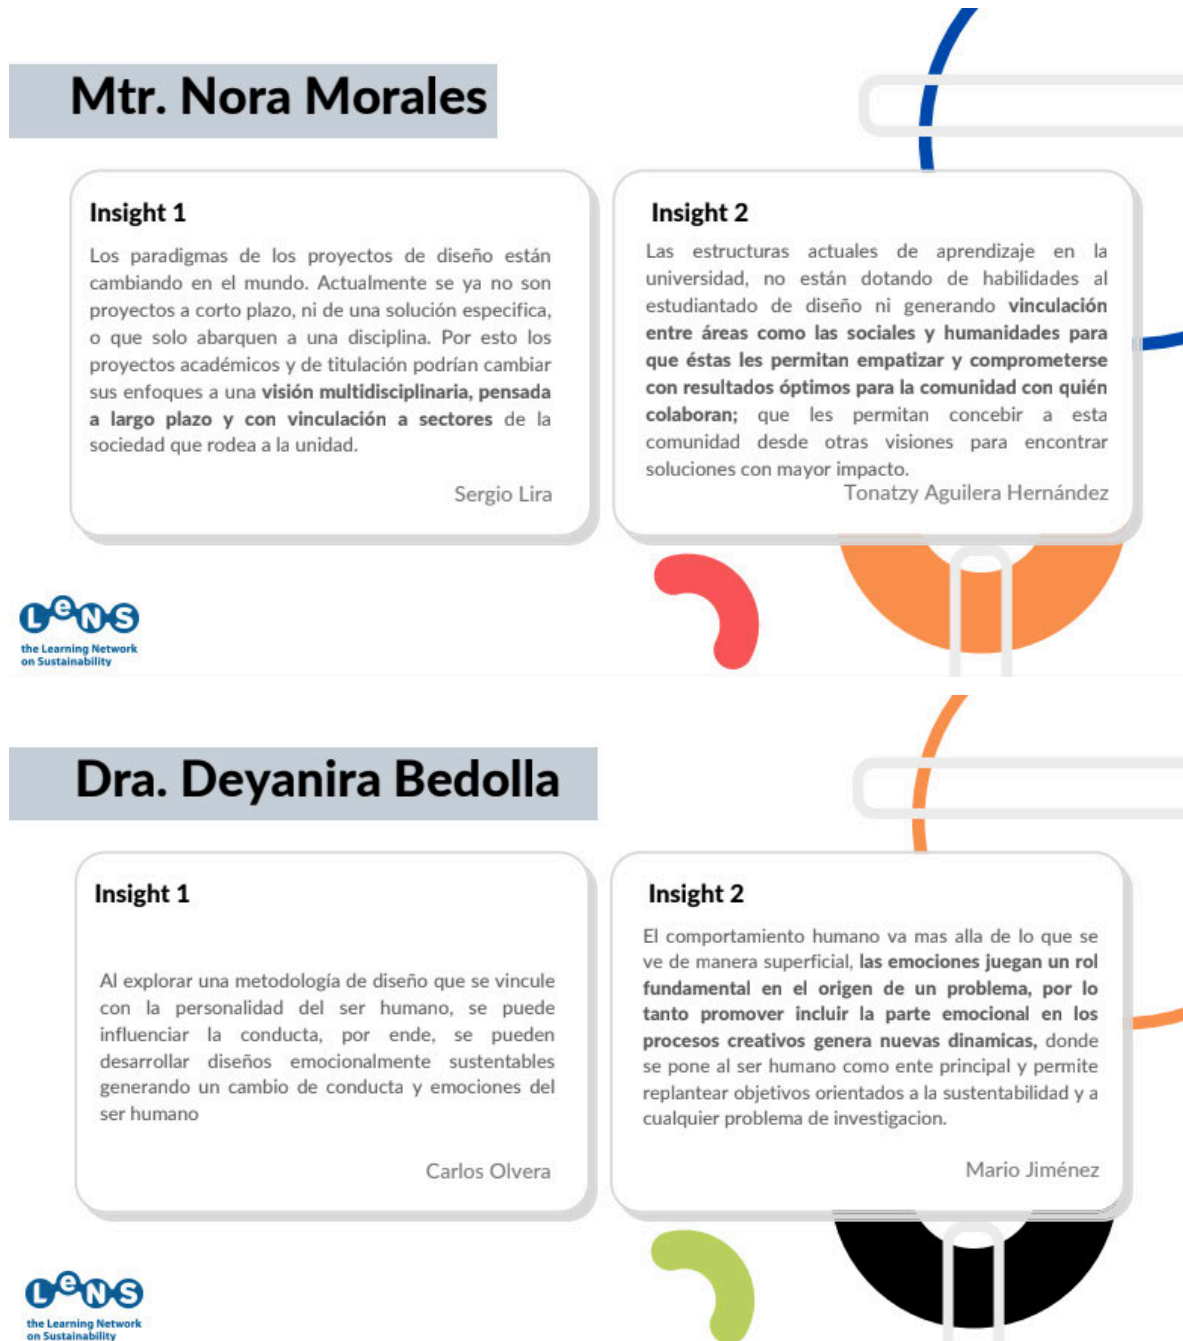 Mtr. Nora Morales
Insight 1
Los paradigmas de los proyectos de diseño están
cambiando en el mundo. Actualmente se ya no son
proyectos a corto plazo, ni de una solución especifica,
o que solo abarquen a una disciplina. Por esto los
proyectos académicos y de titulación podrían cambiar
sus enfoques a una visión multidisciplinaria, pensada
a largo plazo y con vinculación a sectores de la
sociedad que rodea a la unidad.
Sergio Lira
Insight 2
Las estructuras actuales de aprendizaje en la
universidad, no están dotando de habilidades al
estudiantado de diseño ni generando vinculación
entre áreas como las sociales y humanidades para
que éstas les permitan empatizar y comprometerse
con resultados óptimos para la comunidad con quién
colaboran; que les permitan concebir a esta
comunidad desde otras visiones para encontrar
soluciones con mayor impacto.
Tonatzy Aguilera Hernández
LeNS
the Learning Network
on Sustainability
Dra. Deyanira Bedolla
Insight 1
Al explorar una metodología de diseño que se vincule
con la personalidad del ser humano, se puede
influenciar la conducta, por ende, se pueden
desarrollar diseños emocionalmente sustentables
generando un cambio de conducta y emociones del
ser humano
Carlos Olvera
Insight 2
El comportamiento humano va mas alla de lo que se
ve de manera superficial, las emociones juegan un rol
fundamental en el origen de un problema, por lo
tanto promover incluir la parte emocional en los
procesos creativos genera nuevas dinamicas, donde
se pone al ser humano como ente principal y permite
replantear objetivos orientados a la sustentabilidad y a
cualquier problema de investigacion.
Mario Jiménez
LeNS
the Learning Network
on Sustainability